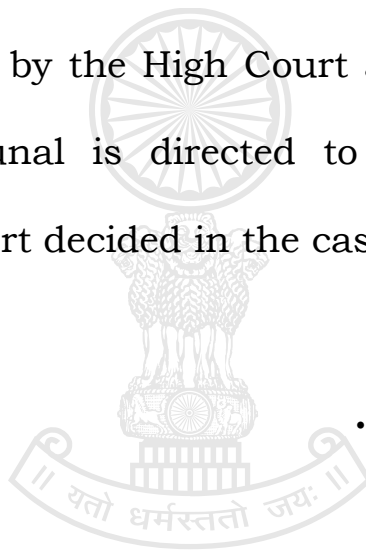 by the High Court
unal is directed to
rt decided in the cas
.
॥ यतो धर्मस्ततो जयः ॥